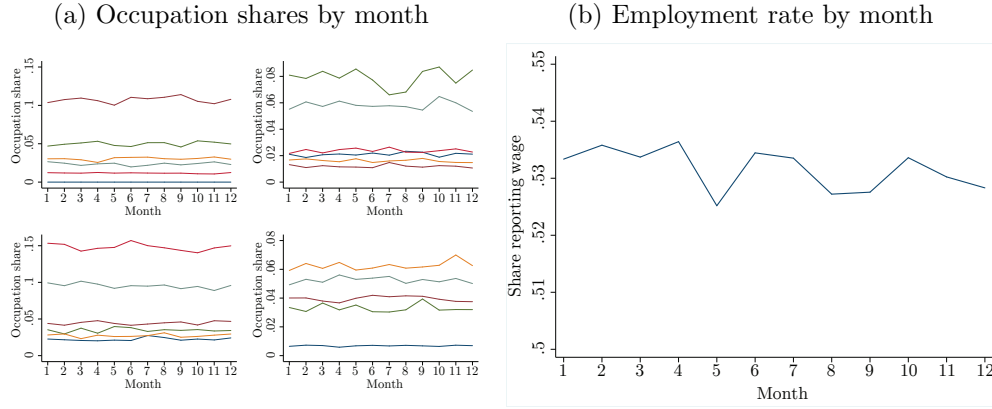 (a) Occupation shares by month
(b) Employment rate by month
Occupation share
0 .05 .1 .15
1 2 3 4 5 6 7 8 9 10 11 12
Month
Occupation share
0 .02 .04 .06 .08
1 2 3 4 5 6 7 8 9 10 11 12
Month
Occupation share
0 .05 .1 .15
1 2 3 4 5 6 7 8 9 10 11 12
Month
Occupation share
0 .02 .04 .06 .08
1 2 3 4 5 6 7 8 9 10 11 12
Month
Share reporting wage
.5 .51 .52 .53 .54 .55
1 2 3 4 5 6 7 8 9 10 11 12
Month